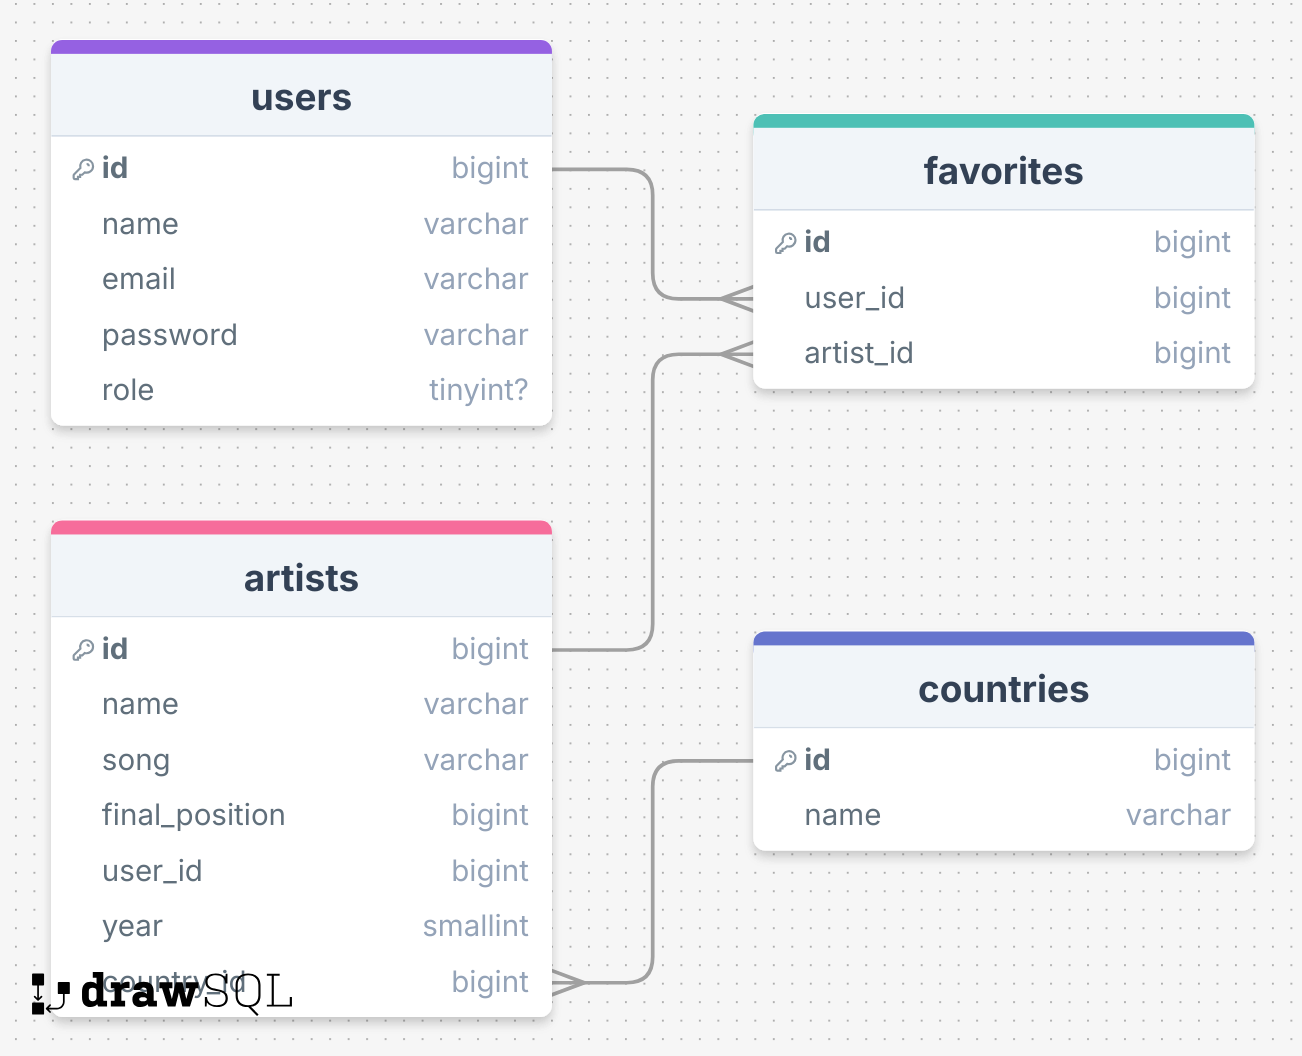 users
id bigint
name varchar
email varchar
password varchar
role tinyint?
favorites
id bigint
user_id bigint
artist_id bigint
artists
id bigint
name varchar
song varchar
final_position bigint
user_id bigint
year smallint
country_id bigint
drawSQL
countries
id bigint
name varchar